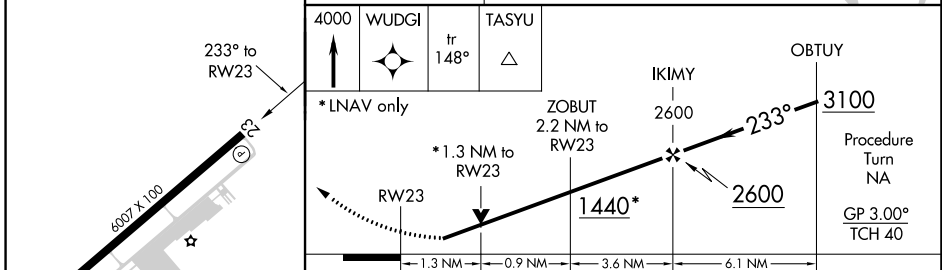 233° to
RW23
23
P
6007 X 100
4000
WUDGI
tr
148°
TASYU
*LNAV only
*1.3 NM to
RW23
RW23
ZOBUT
2.2 NM to
RW23
1440*
IKIMY
2600
2600
233°
OBTUY
3100
Procedure
Turn
NA
GP 3.00°
TCH 40
1.3 NM
0.9 NM
3.6 NM
6.1 NM